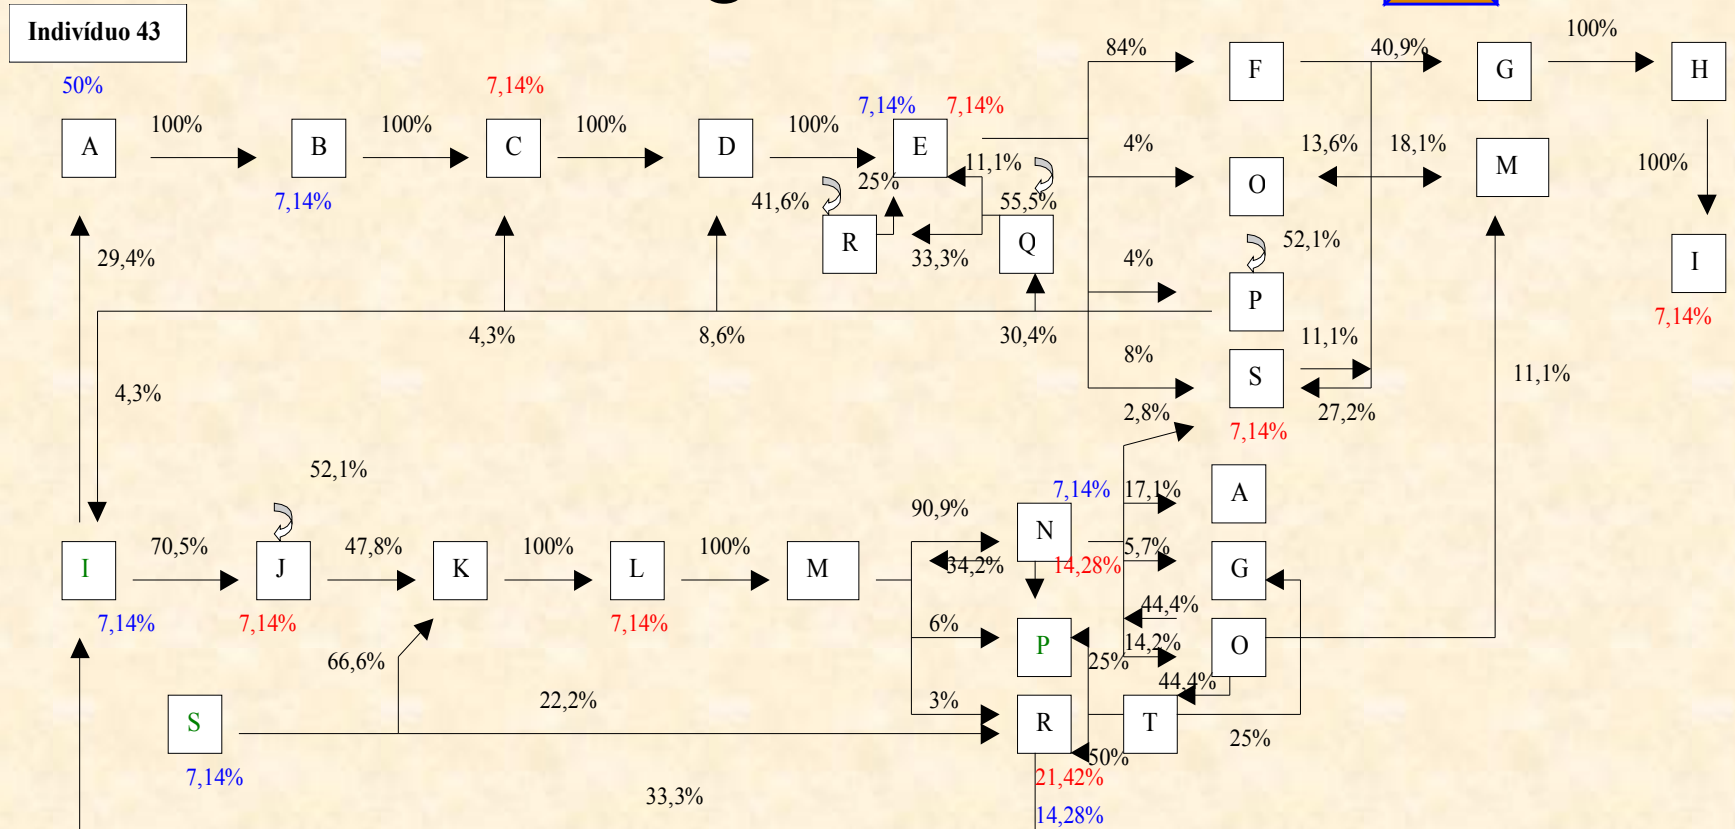 Indivíduo 43
84%
40,9%
100%
F
G
H
50%
7,14%
7,14%
7,14%
100%
100%
100%
100%
4%
13,6%
18,1%
100%
A
B
C
D
E
11,1%
O
M
7,14%
41,6%
25%
55,5%
R
Q
33,3%
4%
52,1%
I
29,4%
P
7,14%
4,3%
8,6%
30,4%
8%
11,1%
S
11,1%
4,3%
2,8%
27,2%
7,14%
52,1%
7,14%
17,1%
A
90,9%
N
70,5%
47,8%
100%
100%
34,2%
14,28%
5,7%
I
J
K
L
M
G
7,14%
7,14%
7,14%
44,4%
6%
P
14,2%
O
66,6%
25%
44,4%
22,2%
3%
S
R
T
25%
50%
7,14%
21,42%
33,3%
14,28%